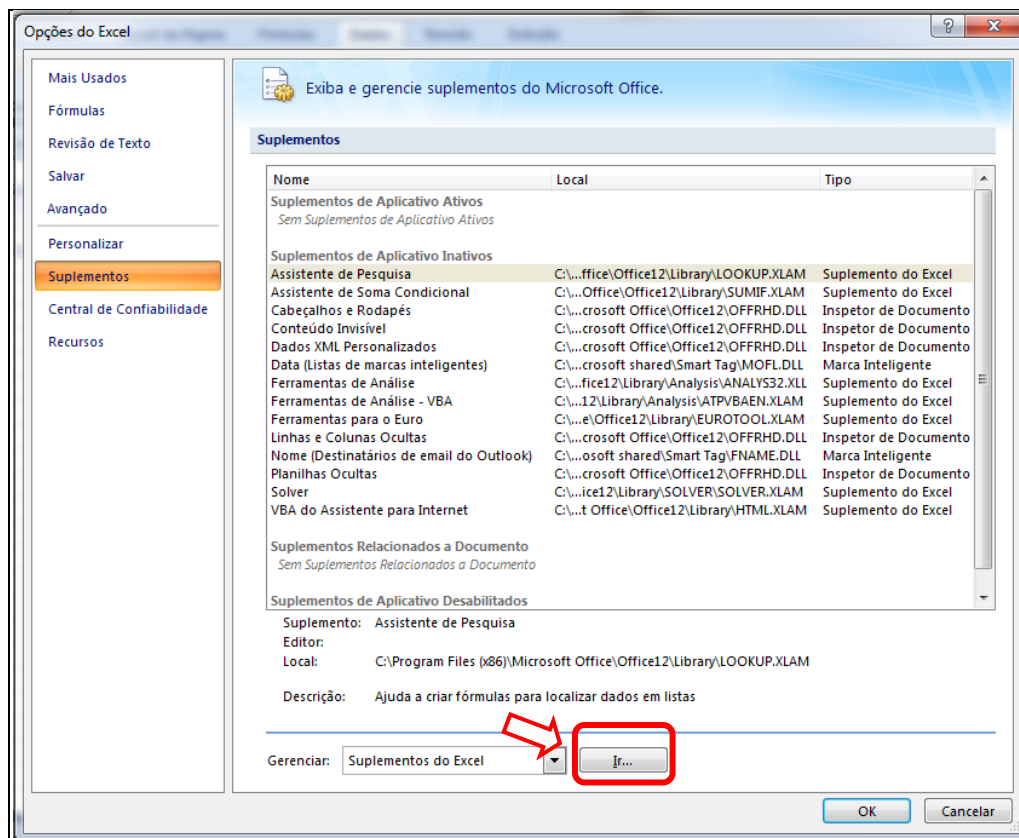 Opções do Excel
Mais Usados
Fórmulas
Revisão de Texto
Salvar
Avançado
Personalizar
Suplementos
Central de Confiabilidade
Recursos
Exiba e gerencie suplementos do Microsoft Office.
Suplementos
Nome Local Tipo
Suplementos de Aplicativo Ativos
Sem Suplementos de Aplicativo Ativos
Suplementos de Aplicativo Inativos
Assistente de Pesquisa C:\...ffice\Office12\Library\LOOKUP.XLAM Suplemento do Excel
Assistente de Soma Condicional C:\...Office\Office12\Library\SUMIF.XLAM Suplemento do Excel
Cabeçalhos e Rodapés C:\...crosoft Office\Office12\OFFRHD.DLL Inspetor de Documento
Conteúdo Invisível C:\...crosoft Office\Office12\OFFRHD.DLL Inspetor de Documento
Dados XML Personalizados C:\...crosoft Office\Office12\OFFRHD.DLL Inspetor de Documento
Data (Listas de marcas inteligentes) C:\...crosoft shared\Smart Tag\MOFL.DLL Marca Inteligente
Ferramentas de Análise C:\...fice12\Library\Analysis\ANALYS32.XLL Suplemento do Excel
Ferramentas de Análise - VBA C:\...12\Library\Analysis\ATPVBAEN.XLAM Suplemento do Excel
Ferramentas para o Euro C:\...e\Office12\Library\EUROTOOL.XLAM Suplemento do Excel
Linhas e Colunas Ocultas C:\...crosoft Office\Office12\OFFRHD.DLL Inspetor de Documento
Nome (Destinatários de email do Outlook) C:\...osoft shared\Smart Tag\FNAME.DLL Marca Inteligente
Planilhas Ocultas C:\...crosoft Office\Office12\OFFRHD.DLL Inspetor de Documento
Solver C:\...ice12\Library\SOLVER\SOLVER.XLAM Suplemento do Excel
VBA do Assistente para Internet C:\...t Office\Office12\Library\HTML.XLAM Suplemento do Excel
Suplementos Relacionados a Documento
Sem Suplementos Relacionados a Documento
Suplementos de Aplicativo Desabilitados
Suplemento: Assistente de Pesquisa
Editor:
Local: C:\Program Files (x86)\Microsoft Office\Office12\Library\LOOKUP.XLAM
Descrição: Ajuda a criar fórmulas para localizar dados em listas
Gerenciar: Suplementos do Excel Ir...
OK Cancelar